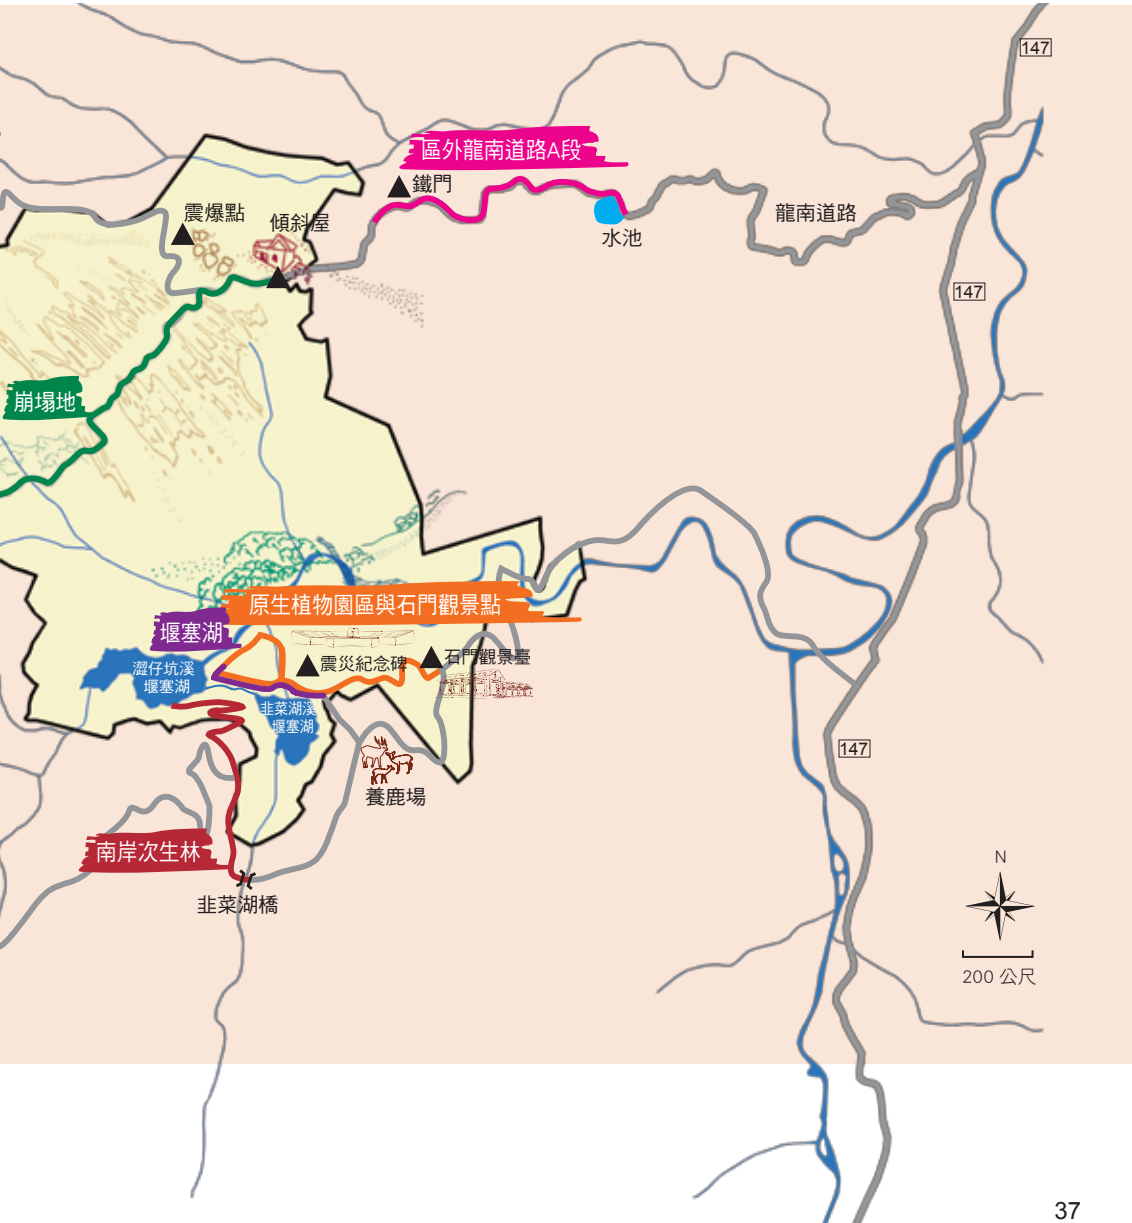 147
區外龍南道路A段
鐵門
震爆點
傾斜屋
龍南道路
水池
147
崩塌地
原生植物園區與石門觀景點
堰塞湖
石門觀景臺
震災紀念碑
澀仔坑溪
堰塞湖
韭菜湖溪
堰塞湖
147
養鹿場
南岸次生林
韭菜湖橋
N
200 公尺
37